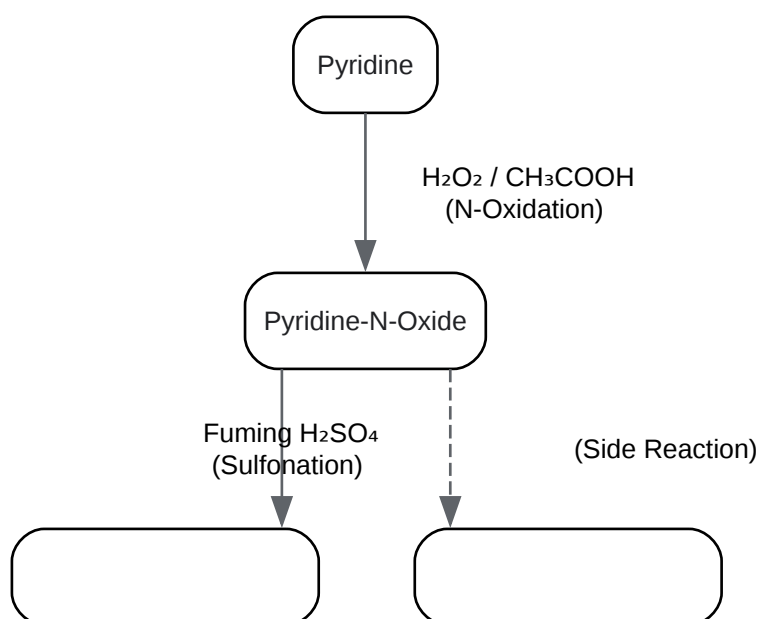 Pyridine
H₂O₂ / CH₃COOH
(N-Oxidation)
Pyridine-N-Oxide
Fuming H₂SO₄
(Sulfonation)
(Side Reaction)